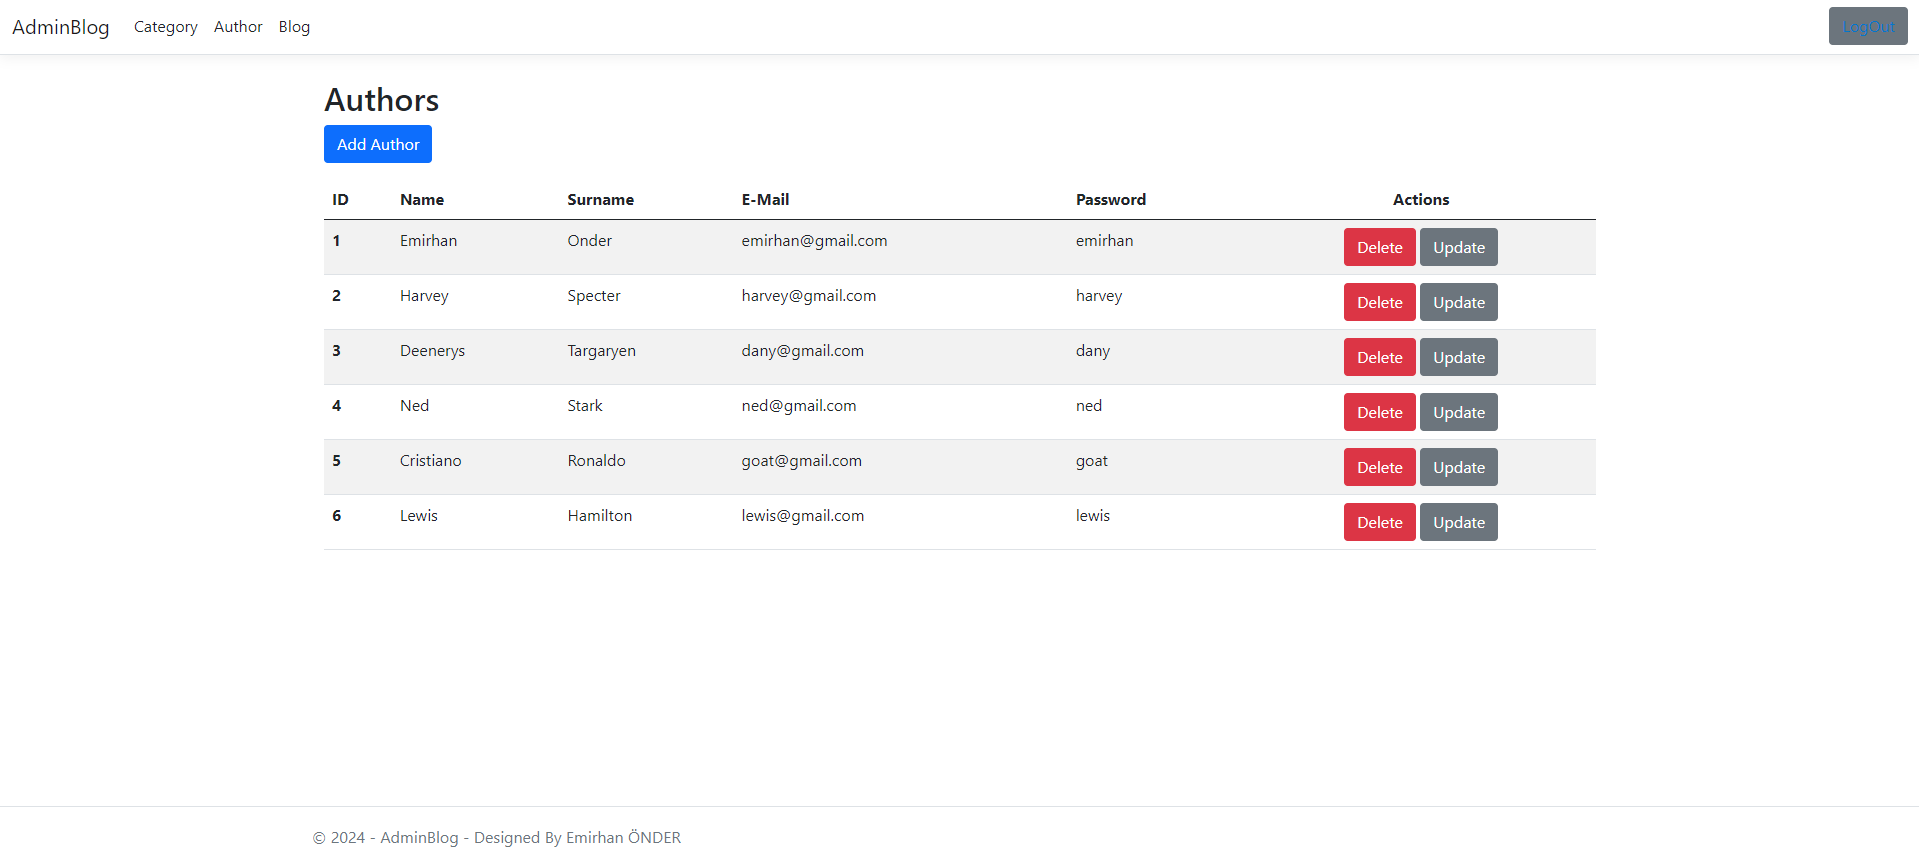 AdminBlog Category Author Blog LogOut
Authors
Add Author
ID Name Surname E-Mail Password Actions
1 Emirhan Onder emirhan@gmail.com emirhan Delete Update
2 Harvey Specter harvey@gmail.com harvey Delete Update
3 Deenerys Targaryen dany@gmail.com dany Delete Update
4 Ned Stark ned@gmail.com ned Delete Update
5 Cristiano Ronaldo goat@gmail.com goat Delete Update
6 Lewis Hamilton lewis@gmail.com lewis Delete Update
© 2024 - AdminBlog - Designed By Emirhan ÖNDER